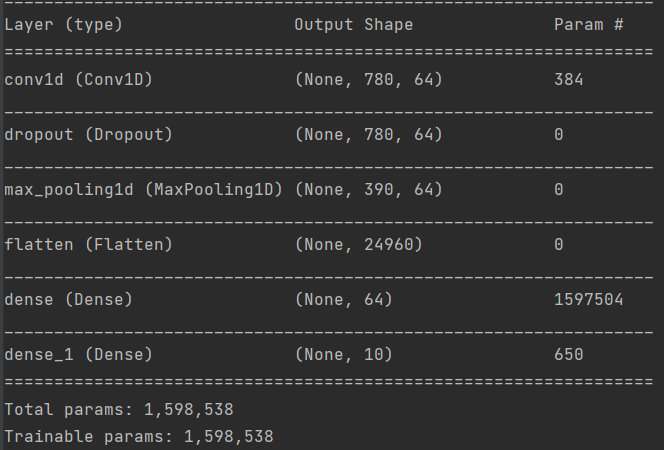 _________________________________________________________________
Layer (type)                 Output Shape              Param #
=================================================================
conv1d (Conv1D)              (None, 780, 64)           384
_________________________________________________________________
dropout (Dropout)            (None, 780, 64)           0
_________________________________________________________________
max_pooling1d (MaxPooling1D) (None, 390, 64)           0
_________________________________________________________________
flatten (Flatten)            (None, 24960)             0
_________________________________________________________________
dense (Dense)                (None, 64)                1597504
_________________________________________________________________
dense_1 (Dense)              (None, 10)                650
=================================================================
Total params: 1,598,538
Trainable params: 1,598,538